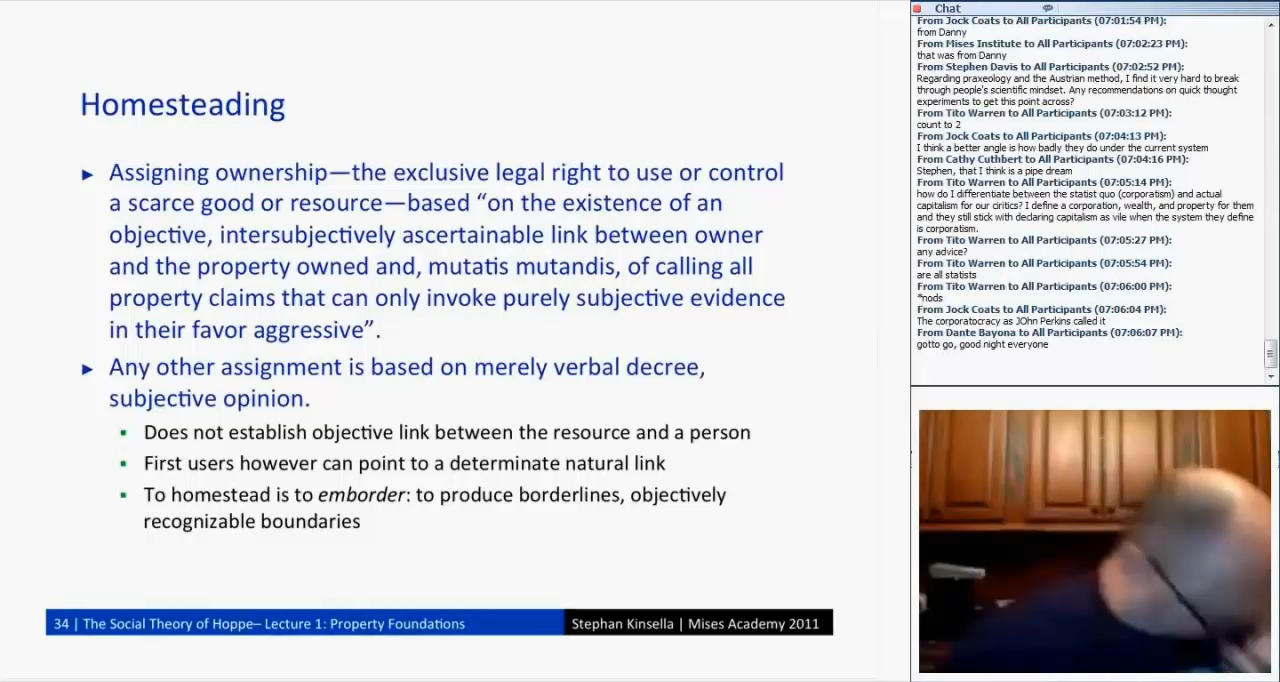 Homesteading
► Assigning ownership—the exclusive legal right to use or control
a scarce good or resource—based “on the existence of an
objective, intersubjectively ascertainable link between owner
and the property owned and, mutatis mutandis, of calling all
property claims that can only invoke purely subjective evidence
in their favor aggressive”.
► Any other assignment is based on merely verbal decree,
subjective opinion.
▪ Does not establish objective link between the resource and a person
▪ First users however can point to a determinate natural link
▪ To homestead is to emborder: to produce borderlines, objectively
recognizable boundaries
34 | The Social Theory of Hoppe– Lecture 1: Property Foundations
Stephan Kinsella | Mises Academy 2011
Chat
From Jock Coats to All Participants (07:01:54 PM):
from Danny
From Mises Institute to All Participants (07:02:23 PM):
that was from Danny
From Stephen Davis to All Participants (07:02:52 PM):
Regarding praxeology and the Austrian method, I find it very hard to break
through people's scientific mindset. Any recommendations on quick thought
experiments to get this point across?
From Tito Warren to All Participants (07:03:12 PM):
count to 2
From Jock Coats to All Participants (07:04:13 PM):
I think a better angle is how badly they do under the current system
From Cathy Cuthbert to All Participants (07:04:16 PM):
Stephen, that I think is a pipe dream
From Tito Warren to All Participants (07:05:14 PM):
how do I differentiate between the statist quo (corporatism) and actual
capitalism for our critics? I define a corporation, wealth, and property for them
and they still stick with declaring capitalism as vile when the system they define
is corporatism.
From Tito Warren to All Participants (07:05:27 PM):
any advice?
From Tito Warren to All Participants (07:05:54 PM):
are all statists
From Tito Warren to All Participants (07:06:00 PM):
*nods
From Jock Coats to All Participants (07:06:04 PM):
The corporatocracy as JOhn Perkins called it
From Dante Bayona to All Participants (07:06:07 PM):
gotto go, good night everyone